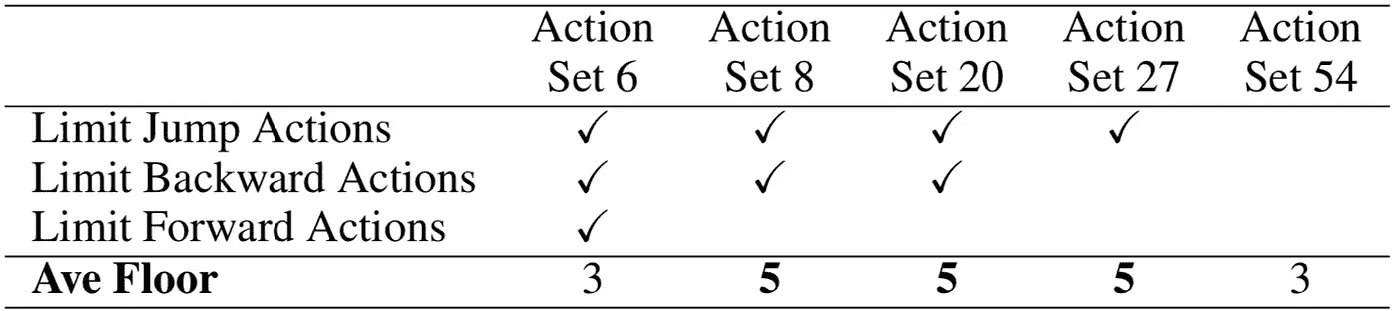 Action Action Action Action Action
Set 6 Set 8 Set 20 Set 27 Set 54
Limit Jump Actions ✓ ✓ ✓ ✓
Limit Backward Actions ✓ ✓ ✓
Limit Forward Actions ✓
Ave Floor 3 5 5 5 3